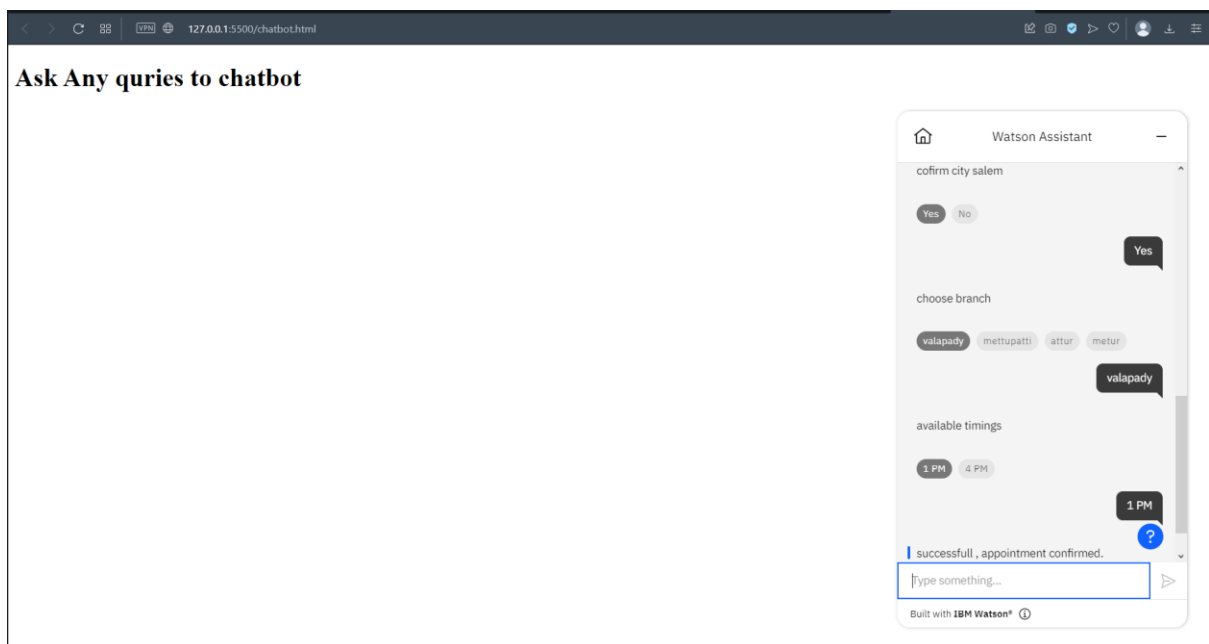 VPN 127.0.0.1:5500/chatbot.html
Ask Any quries to chatbot
Watson Assistant
cofirm city salem
Yes No
Yes
choose branch
valapady mettupatti attur metur
valapady
available timings
1 PM 4 PM
1 PM
?
successfull , appointment confirmed.
Type something...
Built with IBM Watson®